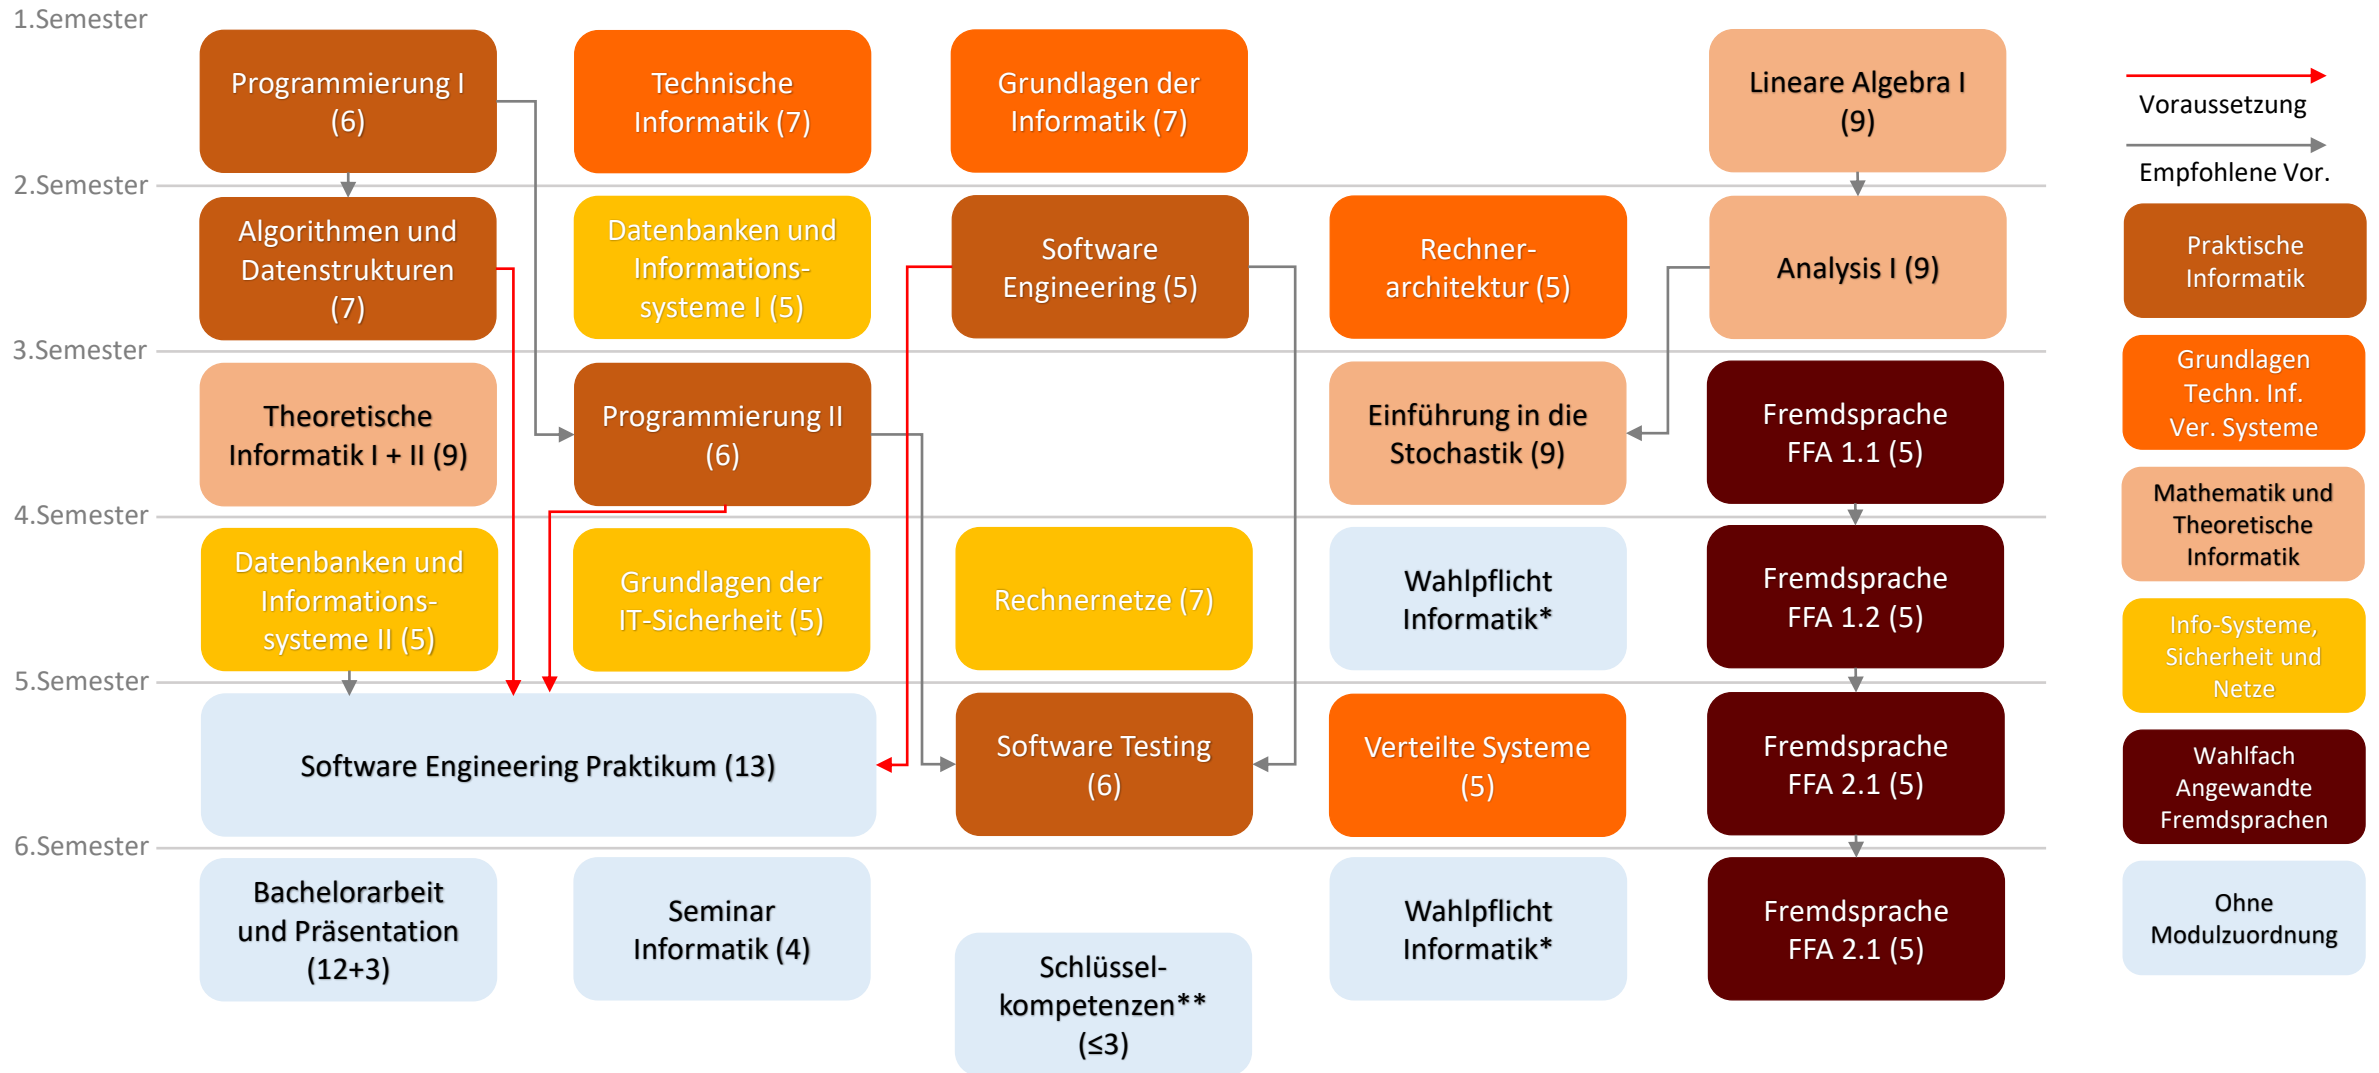 1.Semester
Programmierung I
(6)
Technische
Informatik (7)
Grundlagen der
Informatik (7)
Lineare Algebra I
(9)
2.Semester
Algorithmen und
Datenstrukturen
(7)
Datenbanken und
Informations-
systeme I (5)
Software
Engineering (5)
Rechner-
architektur (5)
Analysis I (9)
3.Semester
Theoretische
Informatik I + II (9)
Programmierung II
(6)
Einführung in die
Stochastik (9)
Fremdsprache
FFA 1.1 (5)
4.Semester
Datenbanken und
Informations-
systeme II (5)
Grundlagen der
IT-Sicherheit (5)
Rechnernetze (7)
Wahlpflicht
Informatik*
Fremdsprache
FFA 1.2 (5)
5.Semester
Software Engineering Praktikum (13)
Software Testing
(6)
Verteilte Systeme
(5)
Fremdsprache
FFA 2.1 (5)
6.Semester
Bachelorarbeit
und Präsentation
(12+3)
Seminar
Informatik (4)
Schlüssel-
kompetenzen**
(≤3)
Wahlpflicht
Informatik*
Fremdsprache
FFA 2.1 (5)
Voraussetzung
Empfohlene Vor.
Praktische
Informatik
Grundlagen
Techn. Inf.
Ver. Systeme
Mathematik und
Theoretische
Informatik
Info-Systeme,
Sicherheit und
Netze
Wahlfach
Angewandte
Fremdsprachen
Ohne
Modulzuordnung